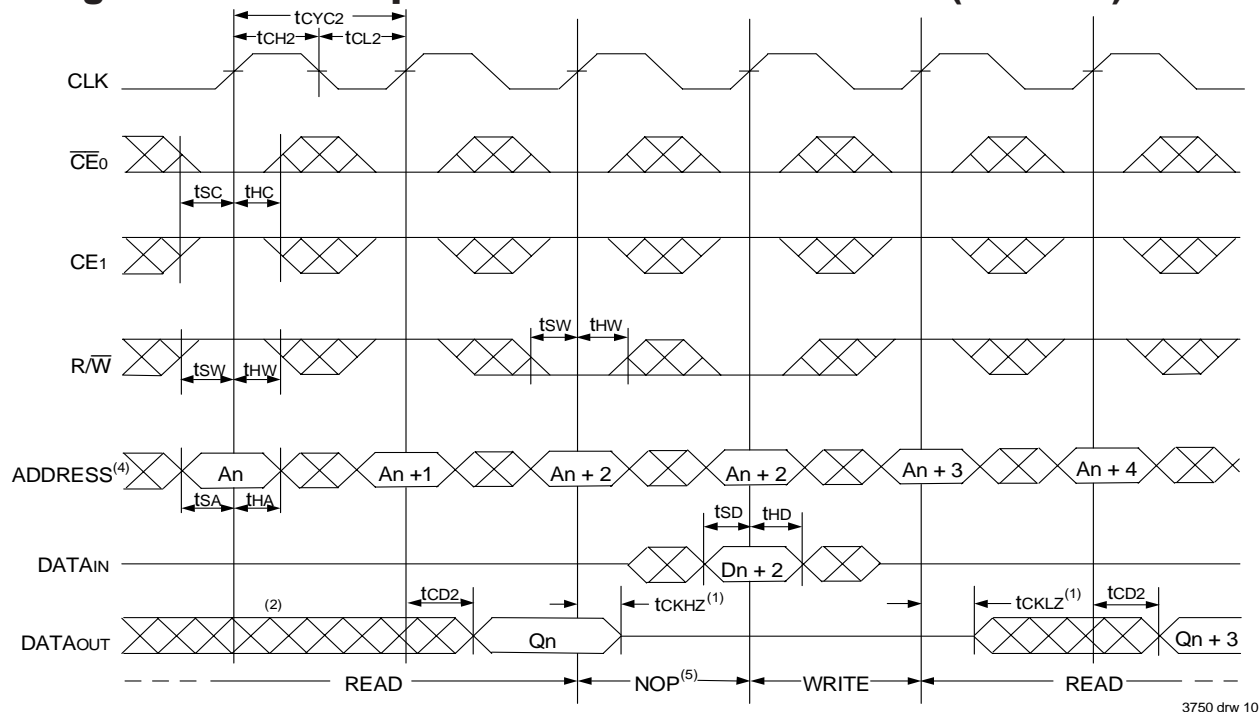 tCYC2
tCH2 tCL2
CLK
CE0
tSC tHC
CE1
tSW tHW
R/W
tSW tHW
ADDRESS(4) An An +1 An + 2 An + 2 An + 3 An + 4
tSA tHA
tSD tHD
DATAIN Dn + 2
tCD2 tCKHZ(1) tCKLZ(1) tCD2
(2)
DATAOUT Qn Qn + 3
READ NOP(5) WRITE READ
3750 drw 10